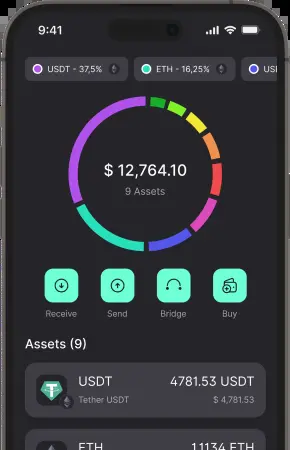 9:41
USDT - 37,5%
ETH - 16,25%
$ 12,764.10
9 Assets
Receive
Send
Bridge
Buy
Assets (9)
USDT
4781.53 USDT
Tether USDT
$ 4,781.53
ETH
1.1134 ETH